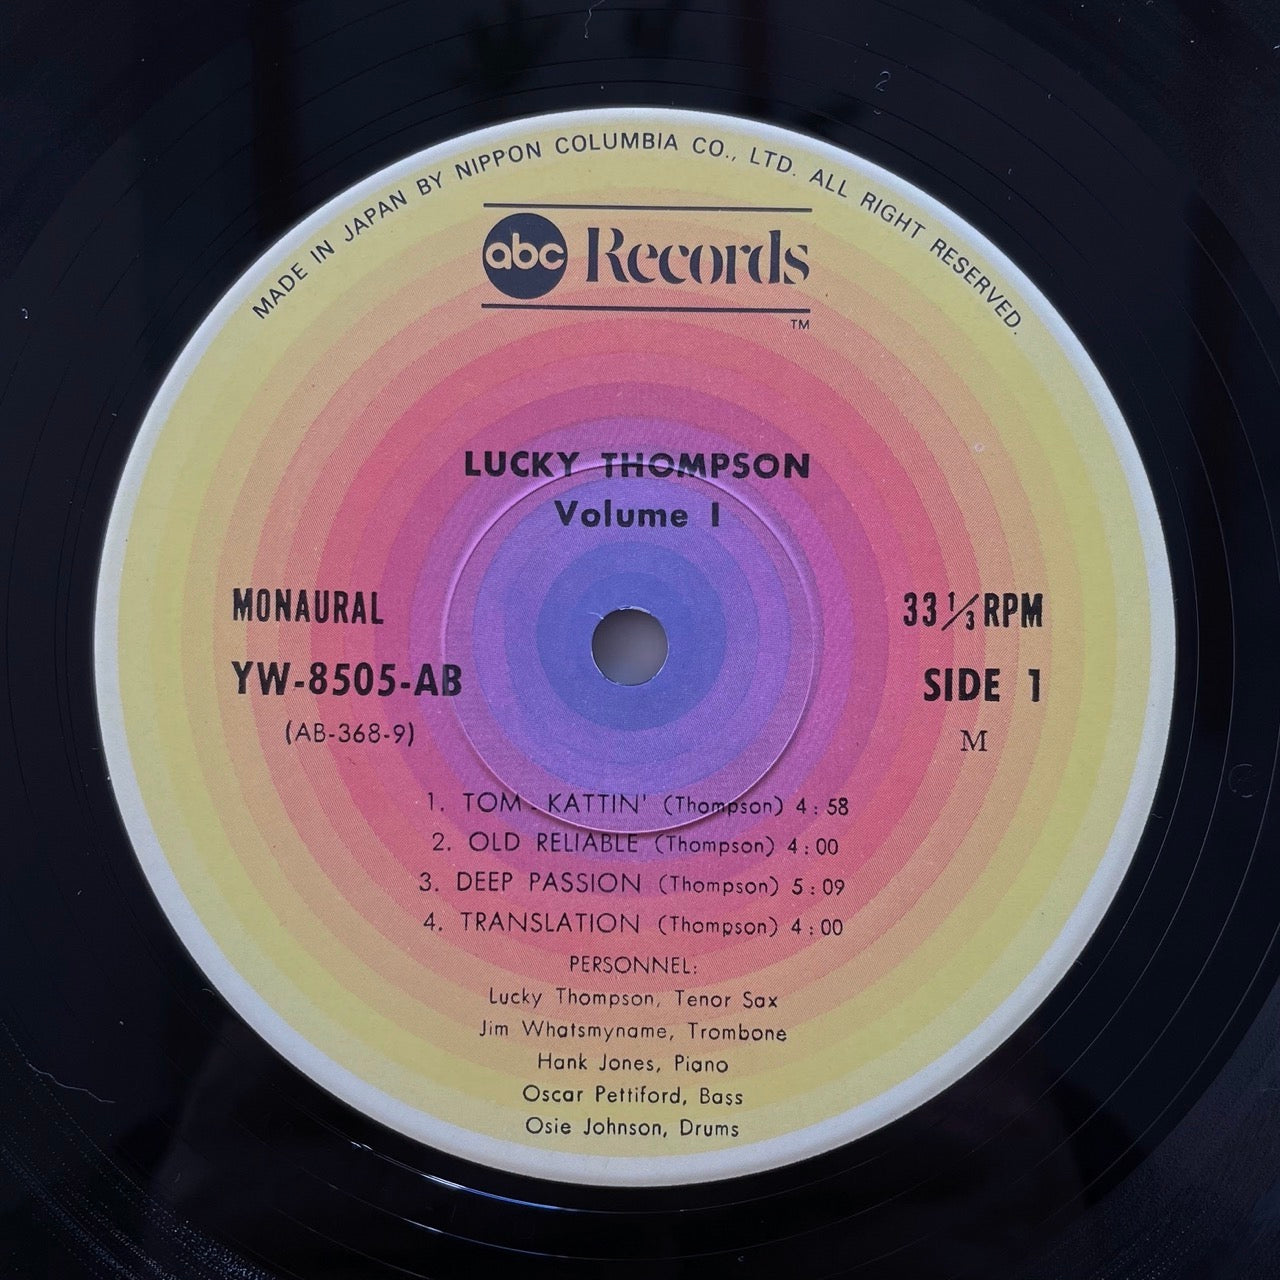 MADE IN JAPAN BY NIPPON COLUMBIA CO., LTD. ALL RIGHT RESERVED.
abc Records
TM
LUCKY THOMPSON
Volume I
MONAURAL
33 1/3 RPM
YW-8505-AB
SIDE 1
(AB-368-9)
M
1. TOM - KATTIN' (Thompson) 4 : 58
2. OLD RELIABLE (Thompson) 4 : 00
3. DEEP PASSION (Thompson) 5 : 09
4. TRANSLATION (Thompson) 4 : 00
PERSONNEL:
Lucky Thompson, Tenor Sax
Jim Whatsmyname, Trombone
Hank Jones, Piano
Oscar Pettiford, Bass
Osie Johnson, Drums
2